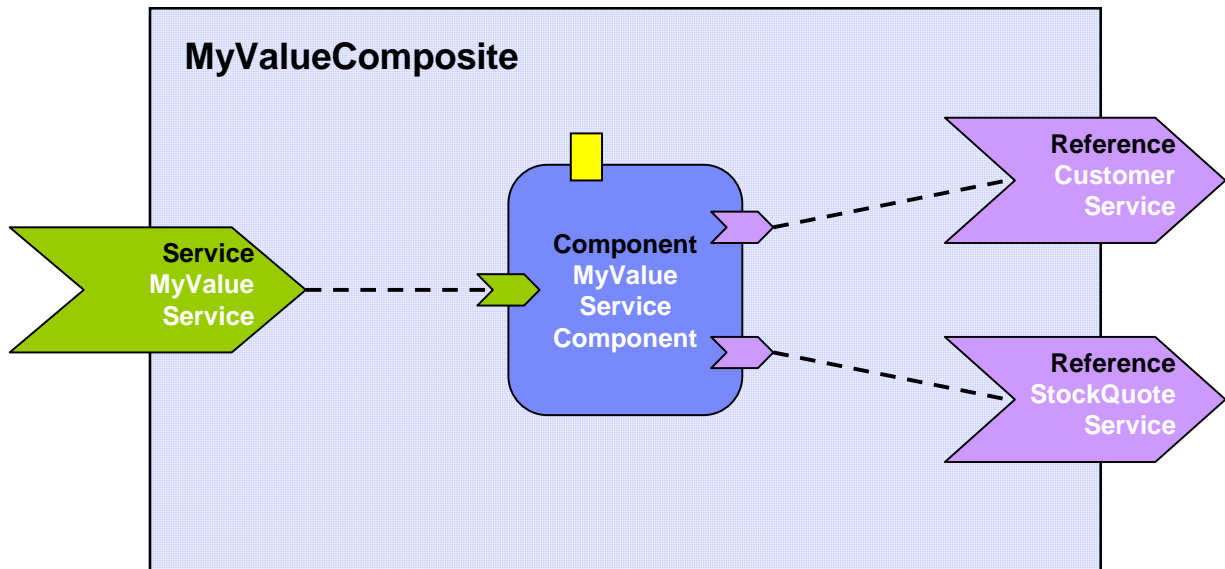 MyValueComposite
Service
MyValue
Service
Component
MyValue
Service
Component
Reference
Customer
Service
Reference
StockQuote
Service